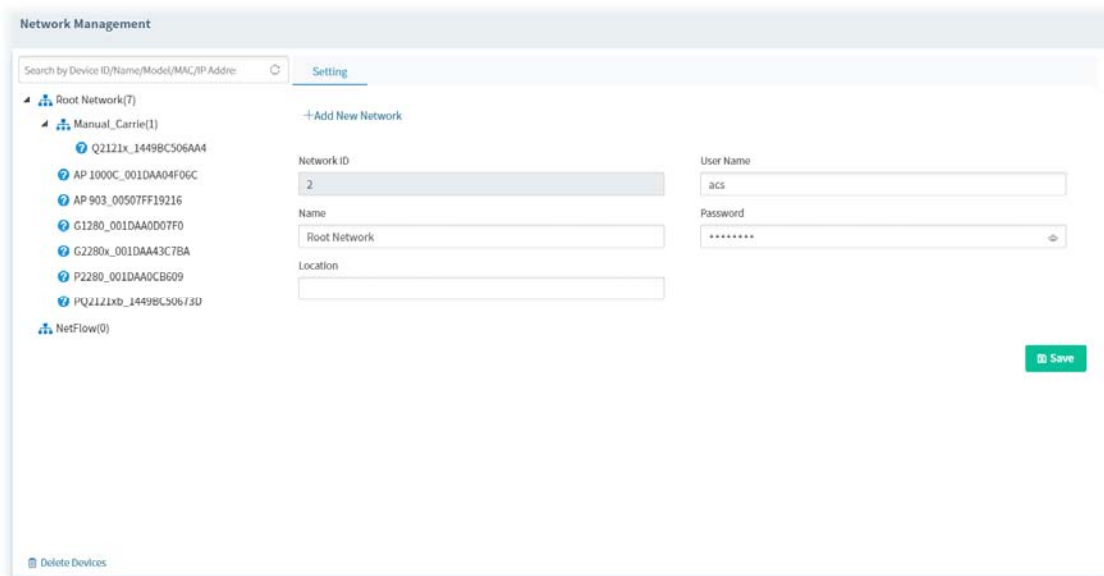 Network Management
Search by Device ID/Name/Model/MAC/IP Addre:
Setting
Root Network(7)
Manual_Carrie(1)
Q2121x_1449BC506AA4
AP 1000C_001DAA04F06C
AP 903_00507FF19216
G1280_001DAA0D07F0
G2280x_001DAA43C7BA
P2280_001DAA0CB609
PQ2121xb_1449BC50673D
NetFlow(0)
Delete Devices
+Add New Network
Network ID
2
Name
Root Network
Location
User Name
acs
Password
••••••••
Save